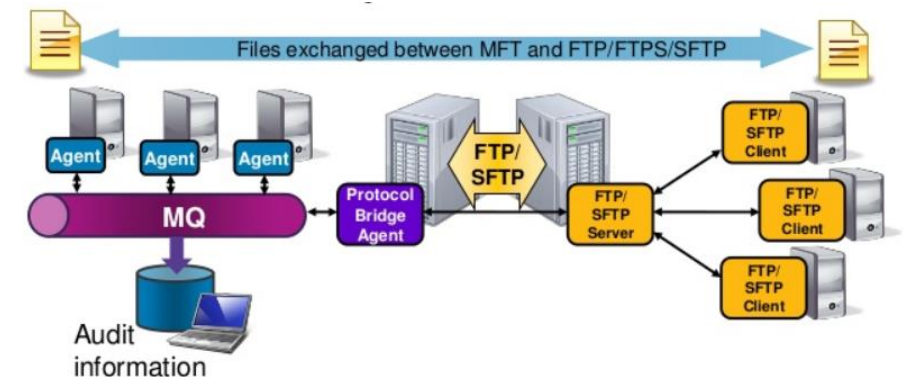 Files exchanged between MFT and FTP/FTPS/SFTP
Agent
Agent
Agent
MQ
Protocol
Bridge
Agent
FTP/
SFTP
FTP/
SFTP
Server
FTP/
SFTP
Client
FTP/
SFTP
Client
FTP/
SFTP
Client
Audit
information